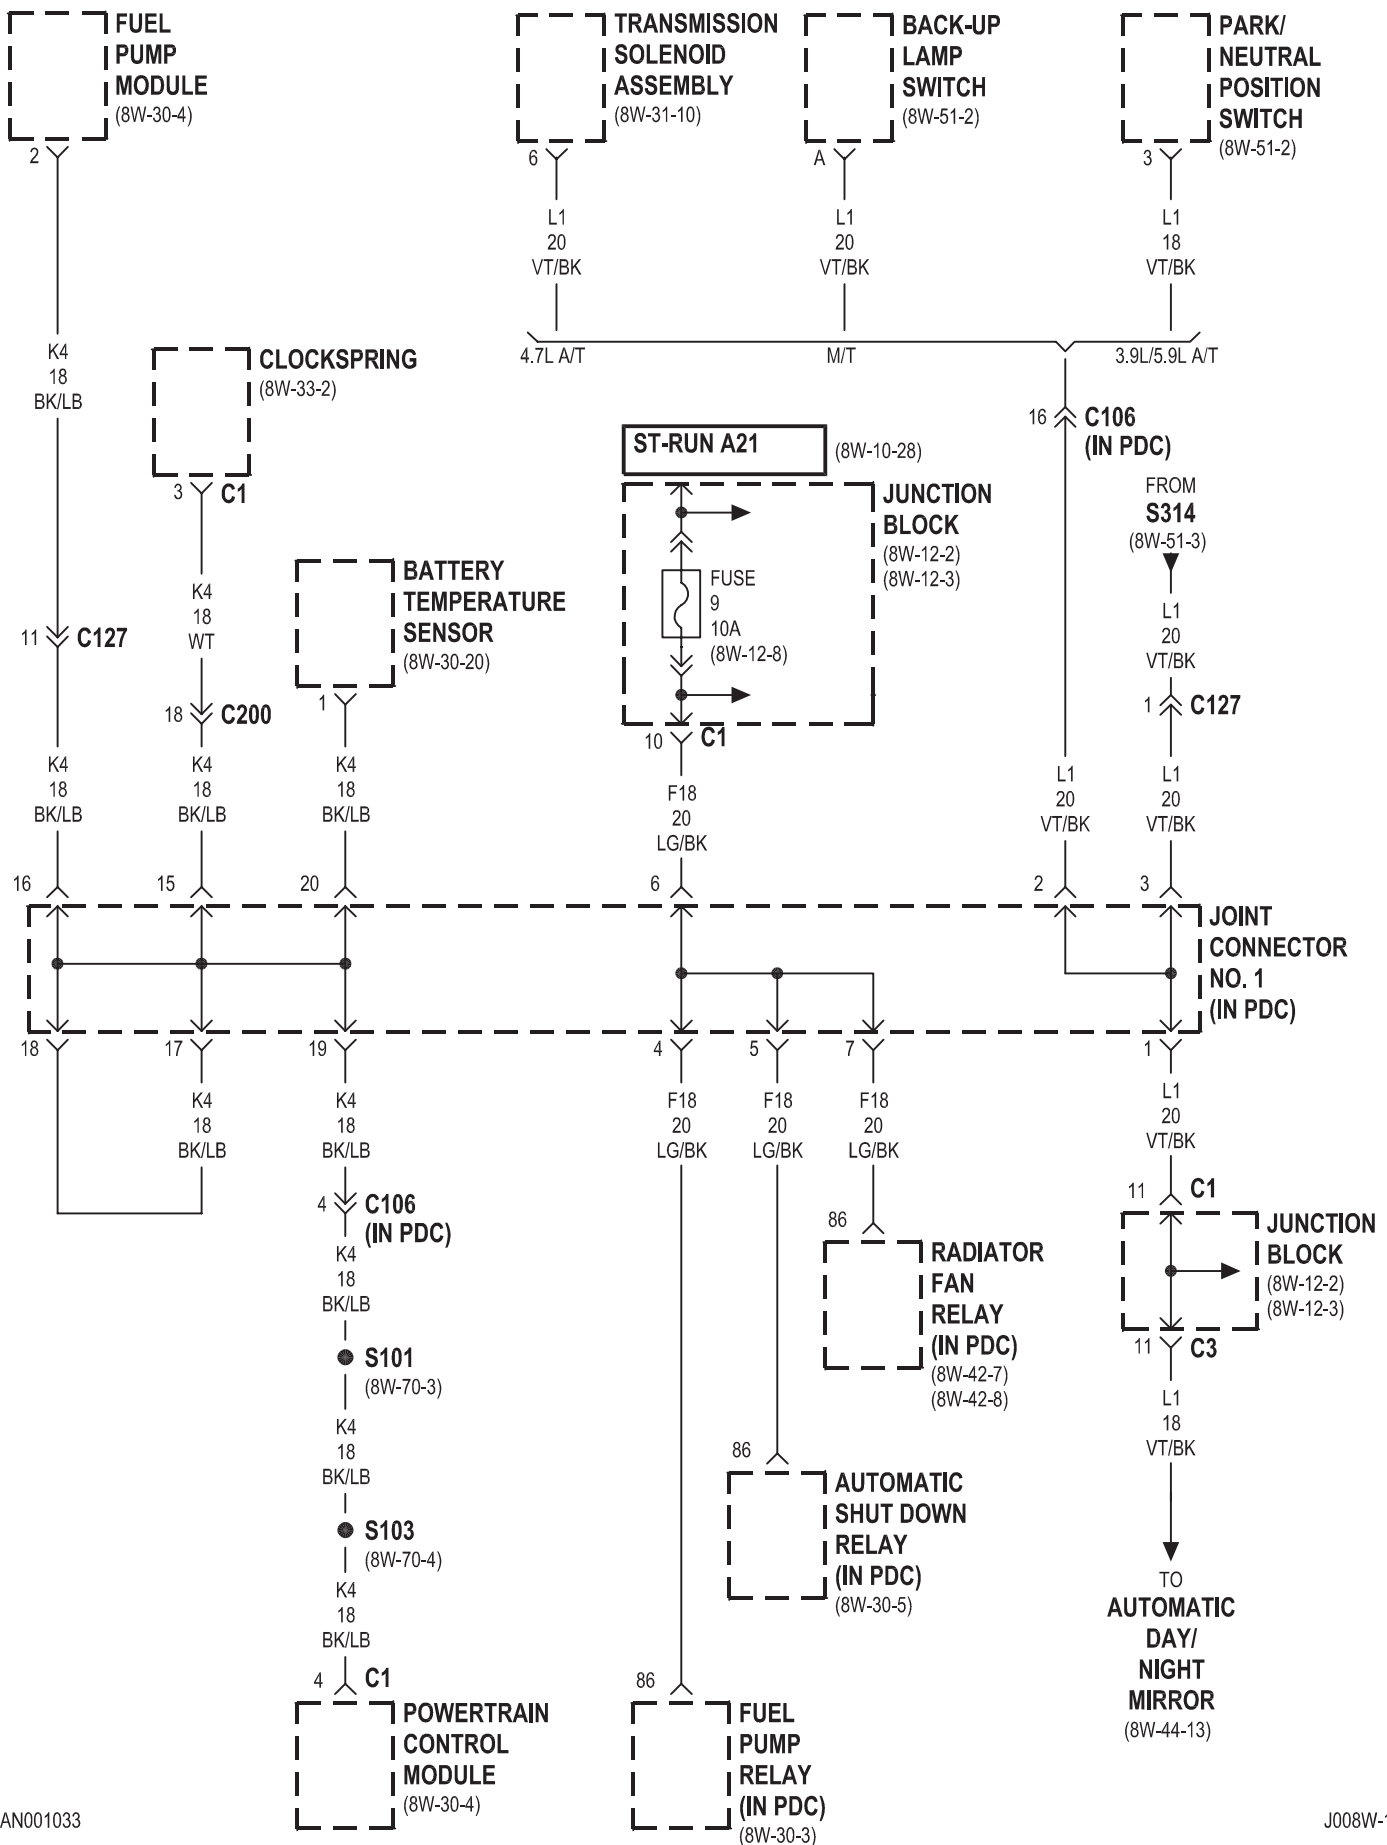 FUEL
PUMP
MODULE
(8W-30-4)
2
TRANSMISSION
SOLENOID
ASSEMBLY
(8W-31-10)
6
BACK-UP
LAMP
SWITCH
(8W-51-2)
A
PARK/
NEUTRAL
POSITION
SWITCH
(8W-51-2)
3
L1
20
VT/BK
L1
20
VT/BK
L1
18
VT/BK
4.7L A/T
M/T
3.9L/5.9L A/T
K4
18
BK/LB
CLOCKSPRING
(8W-33-2)
3
C1
16
C106
(IN PDC)
ST-RUN A21
(8W-10-28)
JUNCTION
BLOCK
(8W-12-2)
(8W-12-3)
FUSE
9
10A
(8W-12-8)
10
C1
FROM
S314
(8W-51-3)
L1
20
VT/BK
1
C127
BATTERY
TEMPERATURE
SENSOR
(8W-30-20)
1
K4
18
WT
11
C127
18
C200
K4
18
BK/LB
K4
18
BK/LB
K4
18
BK/LB
F18
20
LG/BK
L1
20
VT/BK
L1
20
VT/BK
16
15
20
6
2
3
JOINT
CONNECTOR
NO. 1
(IN PDC)
18
17
19
4
5
7
1
K4
18
BK/LB
K4
18
BK/LB
F18
20
LG/BK
F18
20
LG/BK
F18
20
LG/BK
L1
20
VT/BK
4
C106
(IN PDC)
K4
18
BK/LB
S101
(8W-70-3)
K4
18
BK/LB
S103
(8W-70-4)
K4
18
BK/LB
4
C1
POWERTRAIN
CONTROL
MODULE
(8W-30-4)
86
RADIATOR
FAN
RELAY
(IN PDC)
(8W-42-7)
(8W-42-8)
86
AUTOMATIC
SHUT DOWN
RELAY
(IN PDC)
(8W-30-5)
86
FUEL
PUMP
RELAY
(IN PDC)
(8W-30-3)
11
C1
JUNCTION
BLOCK
(8W-12-2)
(8W-12-3)
11
C3
L1
18
VT/BK
TO
AUTOMATIC
DAY/
NIGHT
MIRROR
(8W-44-13)
AN001033
J008W-1